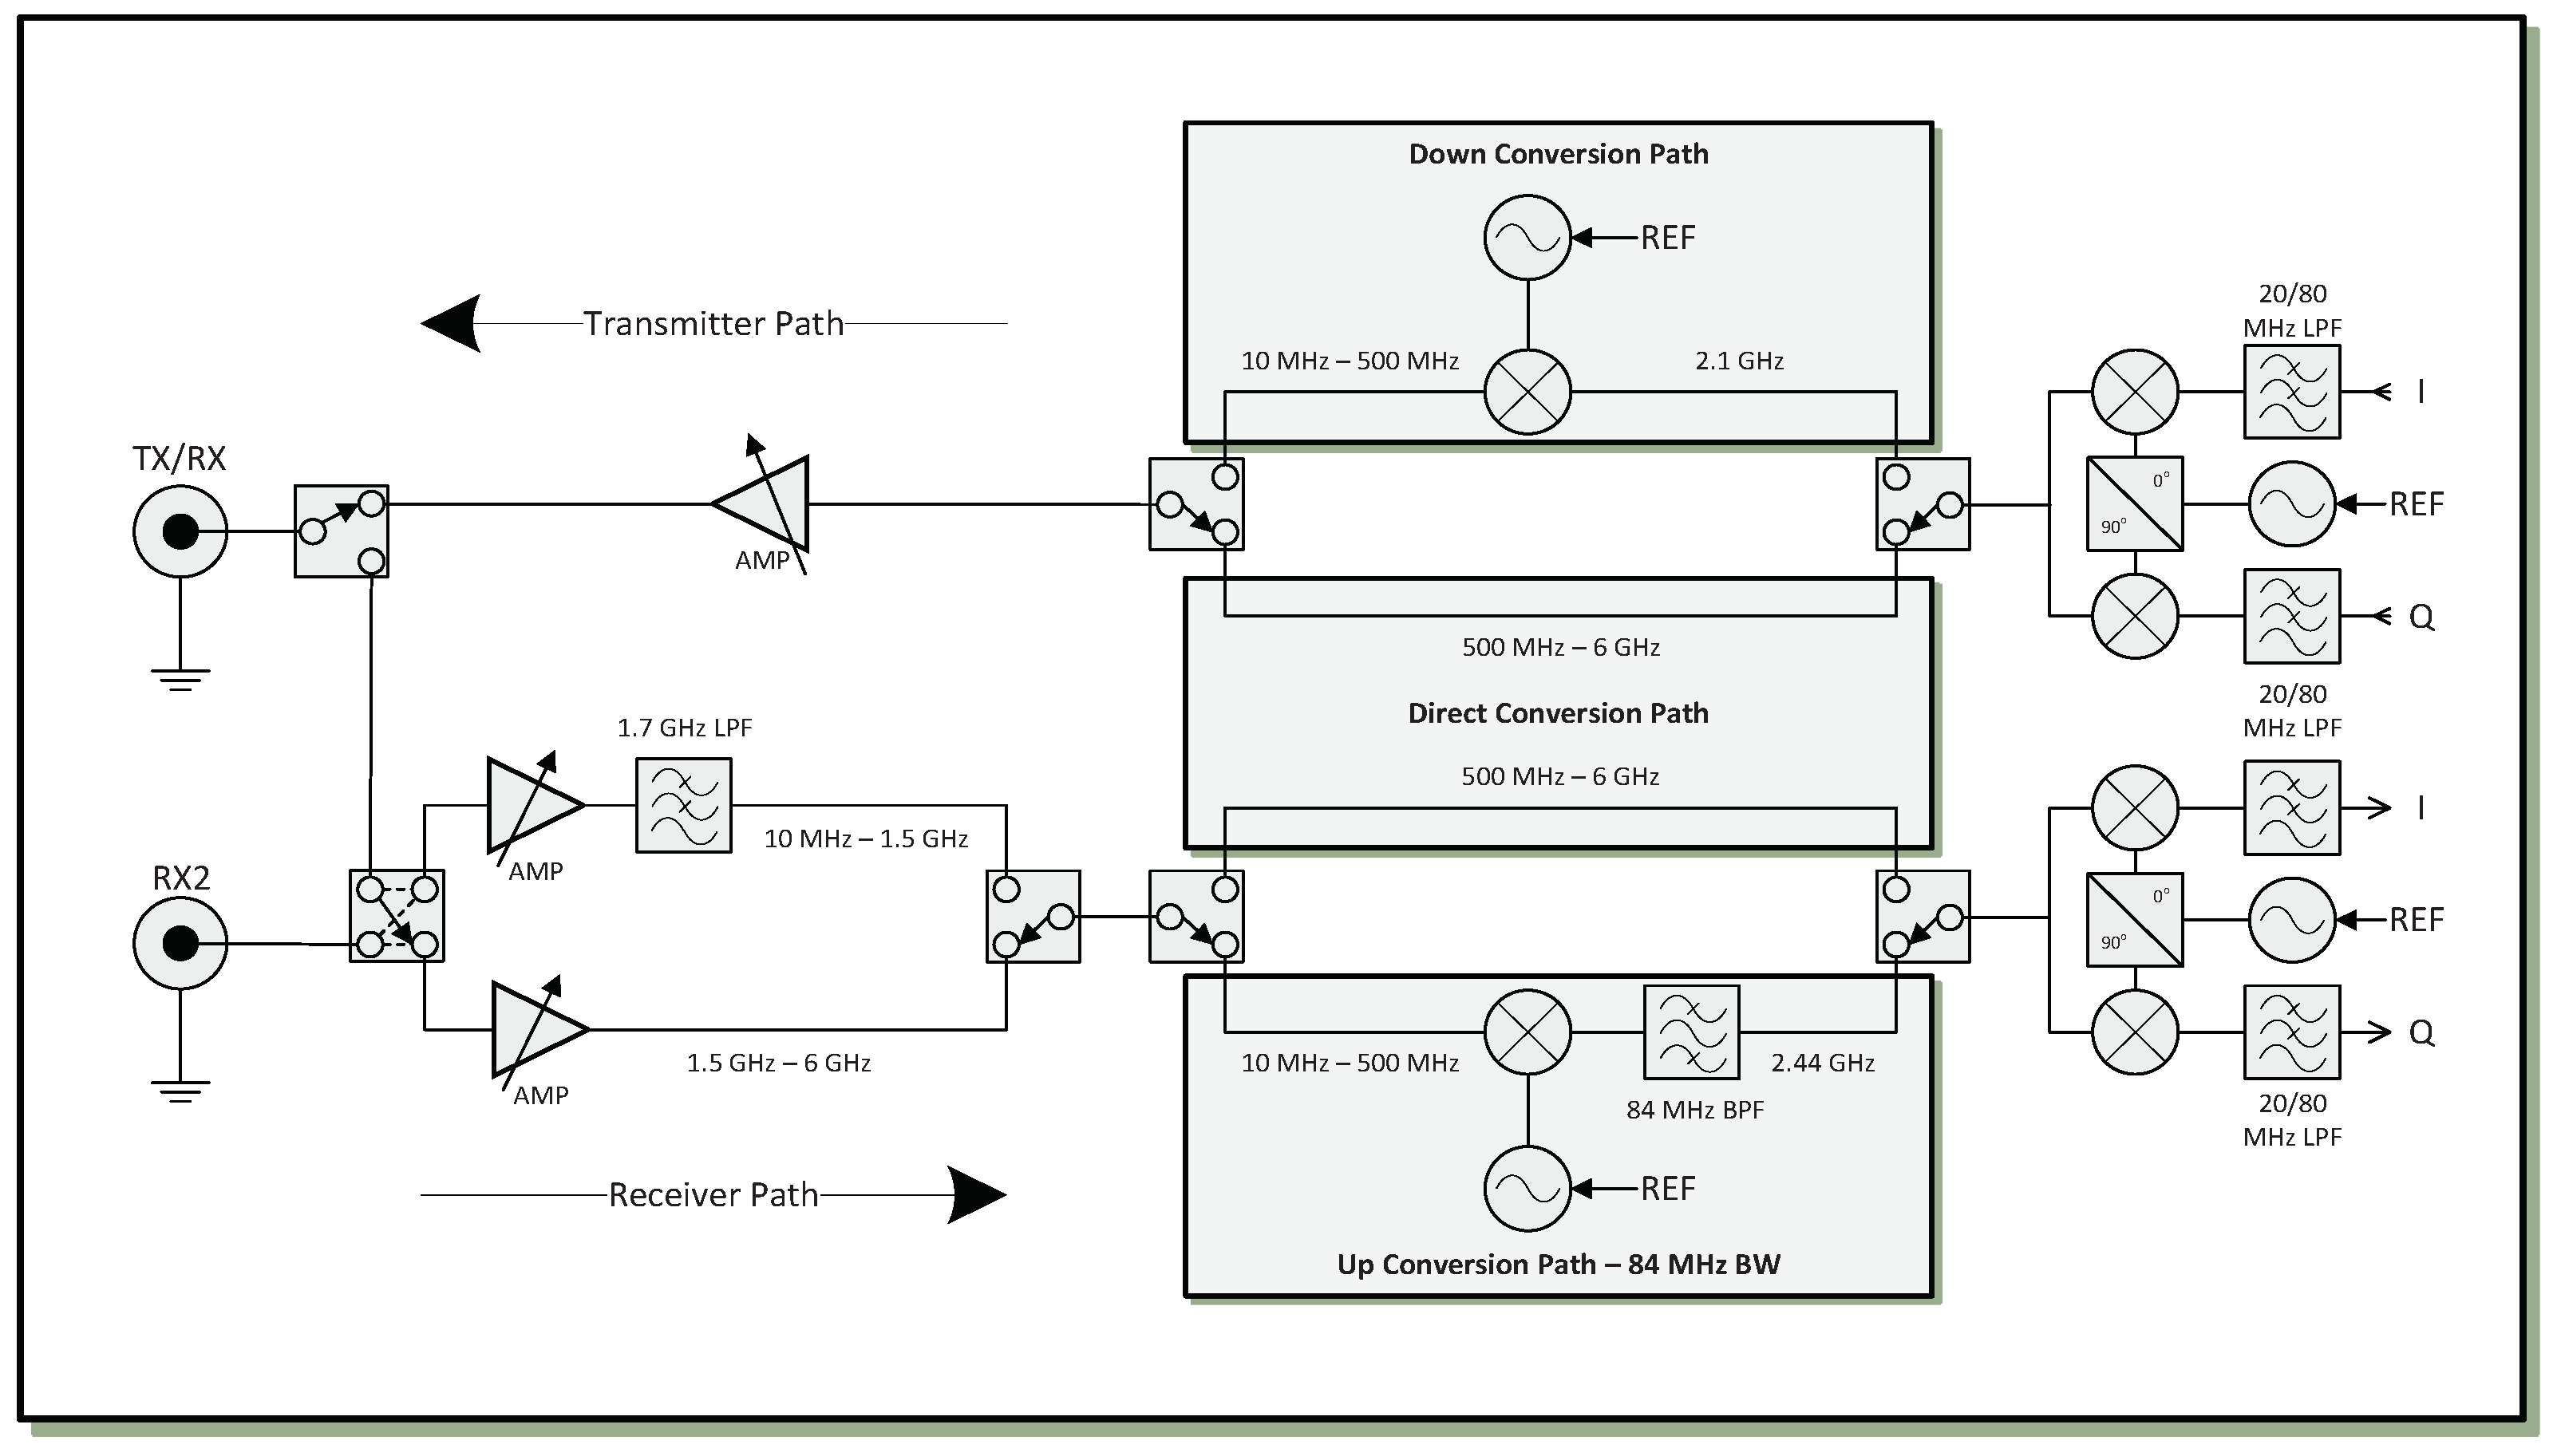 Down Conversion Path
REF
10 MHz – 500 MHz
2.1 GHz
Transmitter Path
20/80
MHz LPF
I
TX/RX
AMP
0°
90°
REF
Q
20/80
MHz LPF
500 MHz – 6 GHz
Direct Conversion Path
500 MHz – 6 GHz
1.7 GHz LPF
10 MHz – 1.5 GHz
AMP
I
RX2
0°
90°
REF
1.5 GHz – 6 GHz
AMP
10 MHz – 500 MHz
2.44 GHz
84 MHz BPF
Q
20/80
MHz LPF
Receiver Path
REF
Up Conversion Path – 84 MHz BW